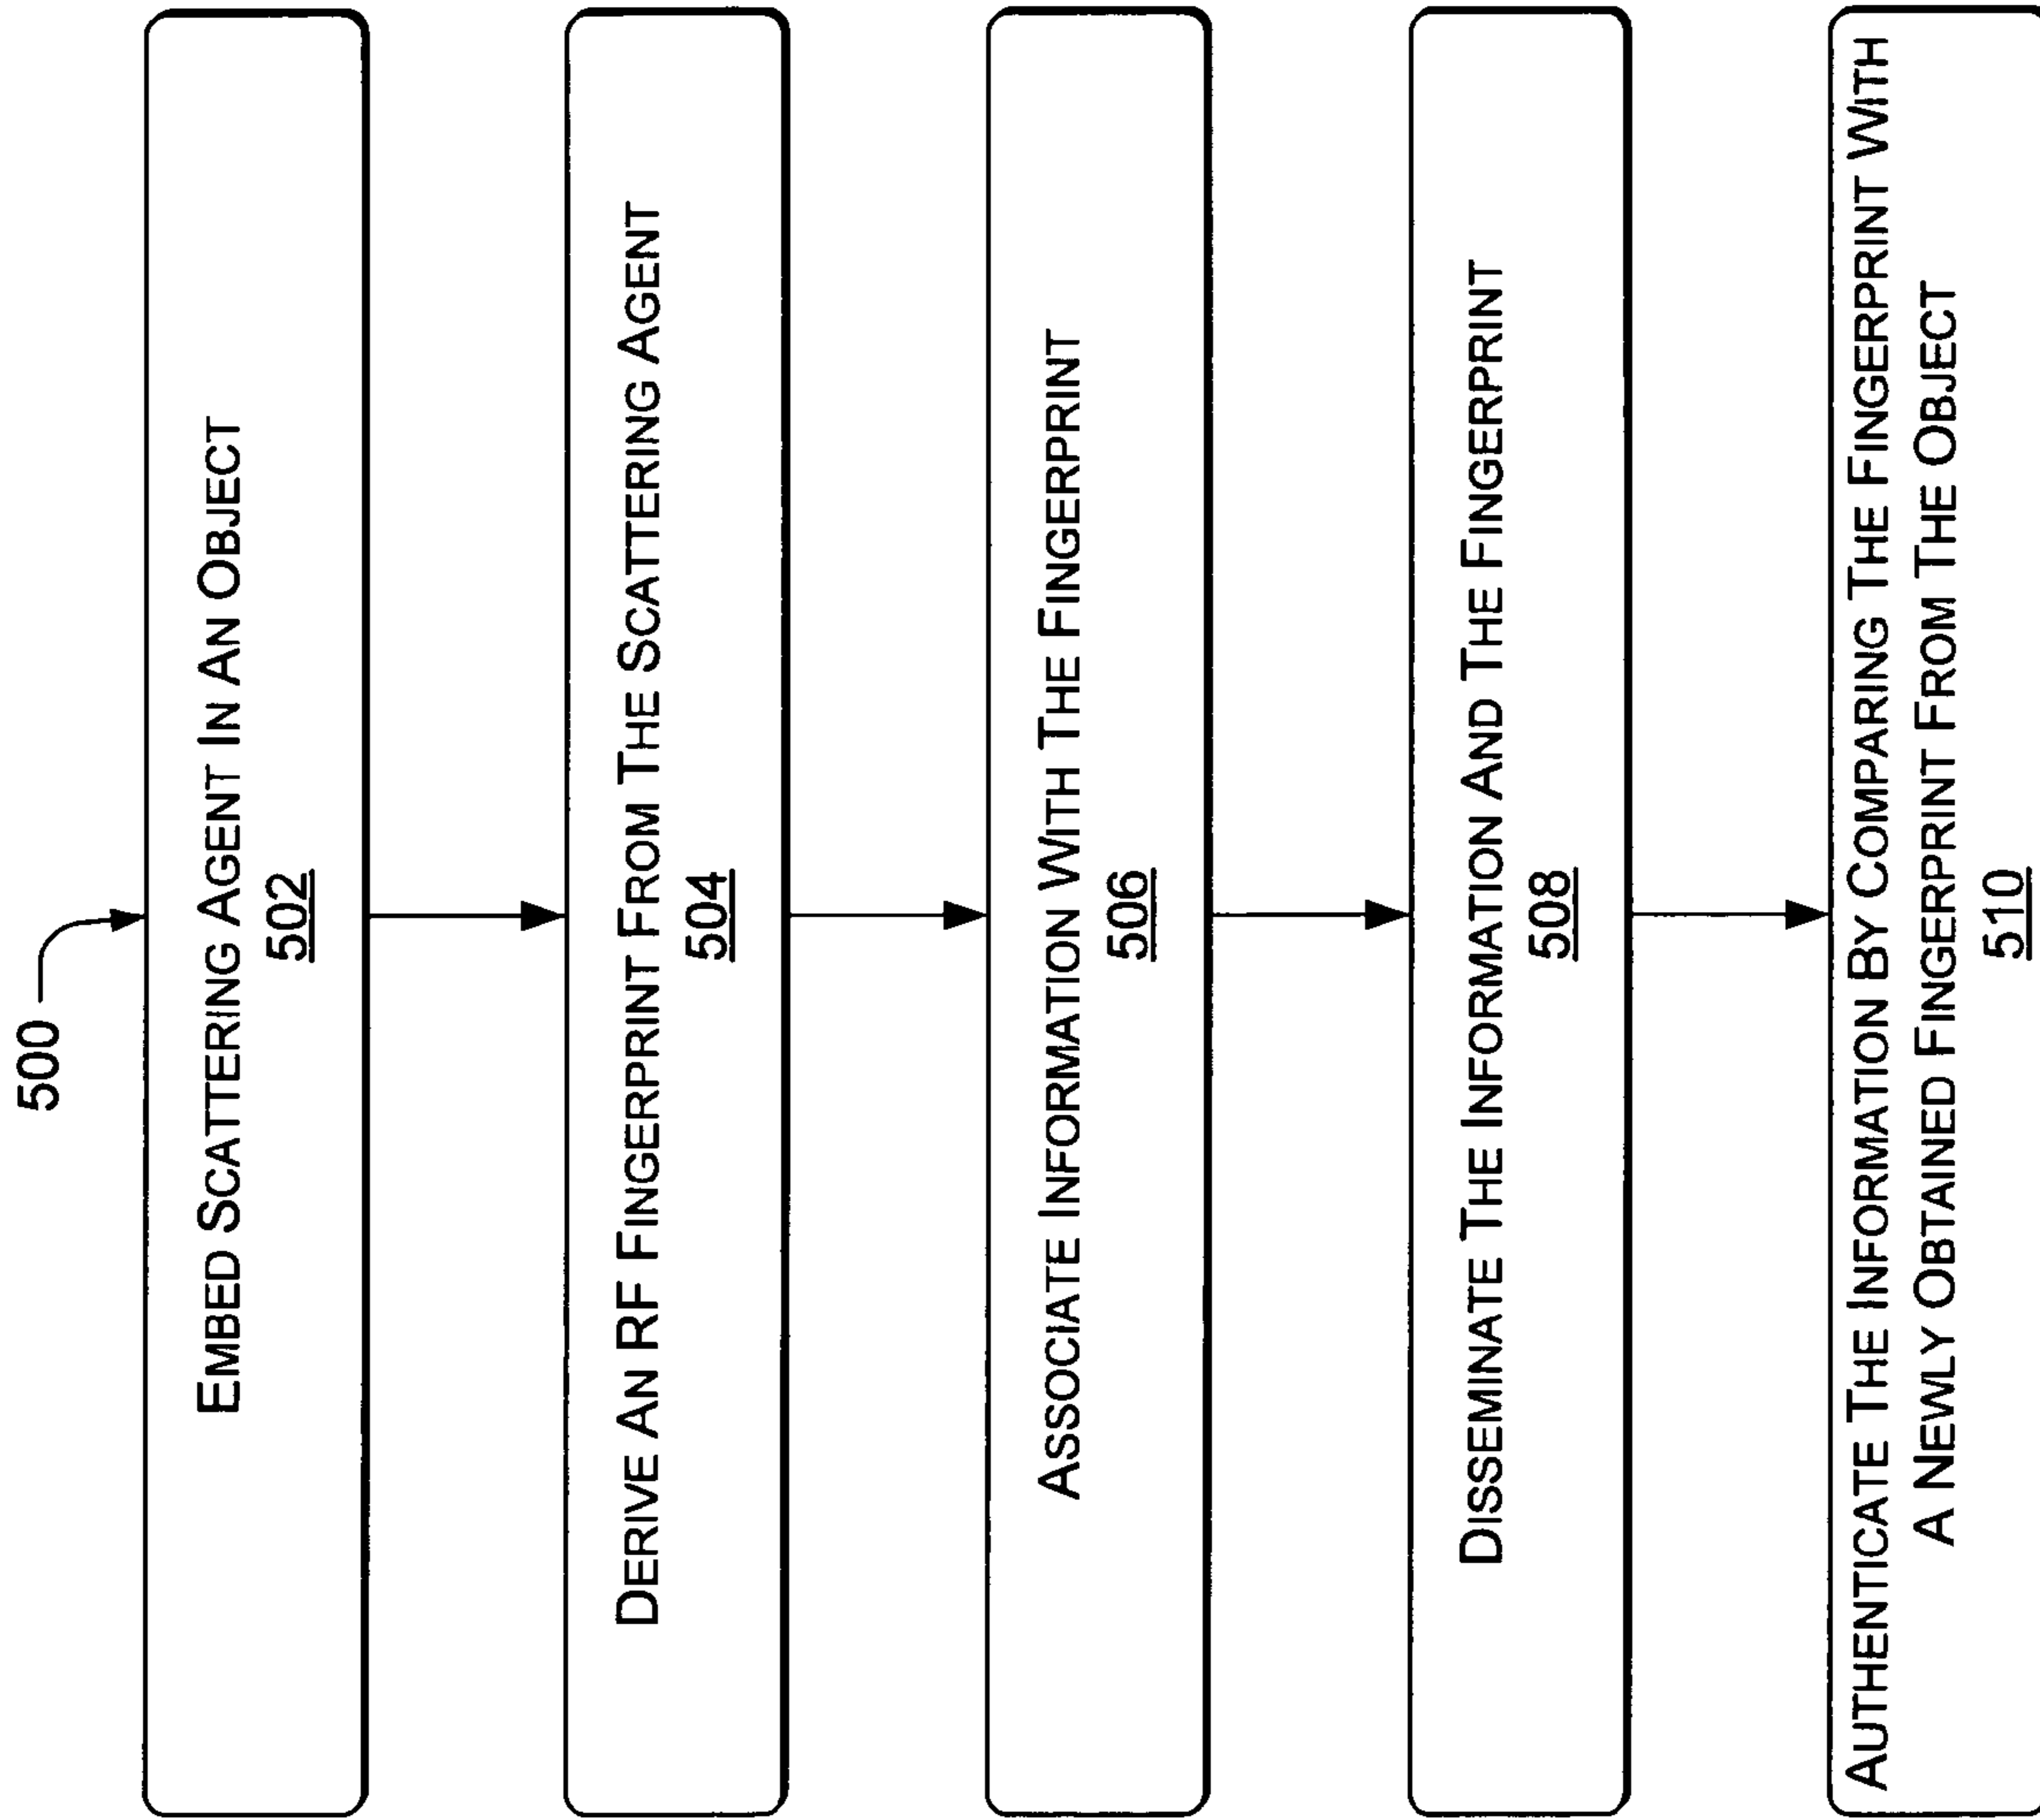 500
EMBED SCATTERING AGENT IN AN OBJECT
502
DERIVE AN RF FINGERPRINT FROM THE SCATTERING AGENT
504
ASSOCIATE INFORMATION WITH THE FINGERPRINT
506
DISSEMINATE THE INFORMATION AND THE FINGERPRINT
508
AUTHENTICATE THE INFORMATION BY COMPARING THE FINGERPRINT WITH
A NEWLY OBTAINED FINGERPRINT FROM THE OBJECT
510